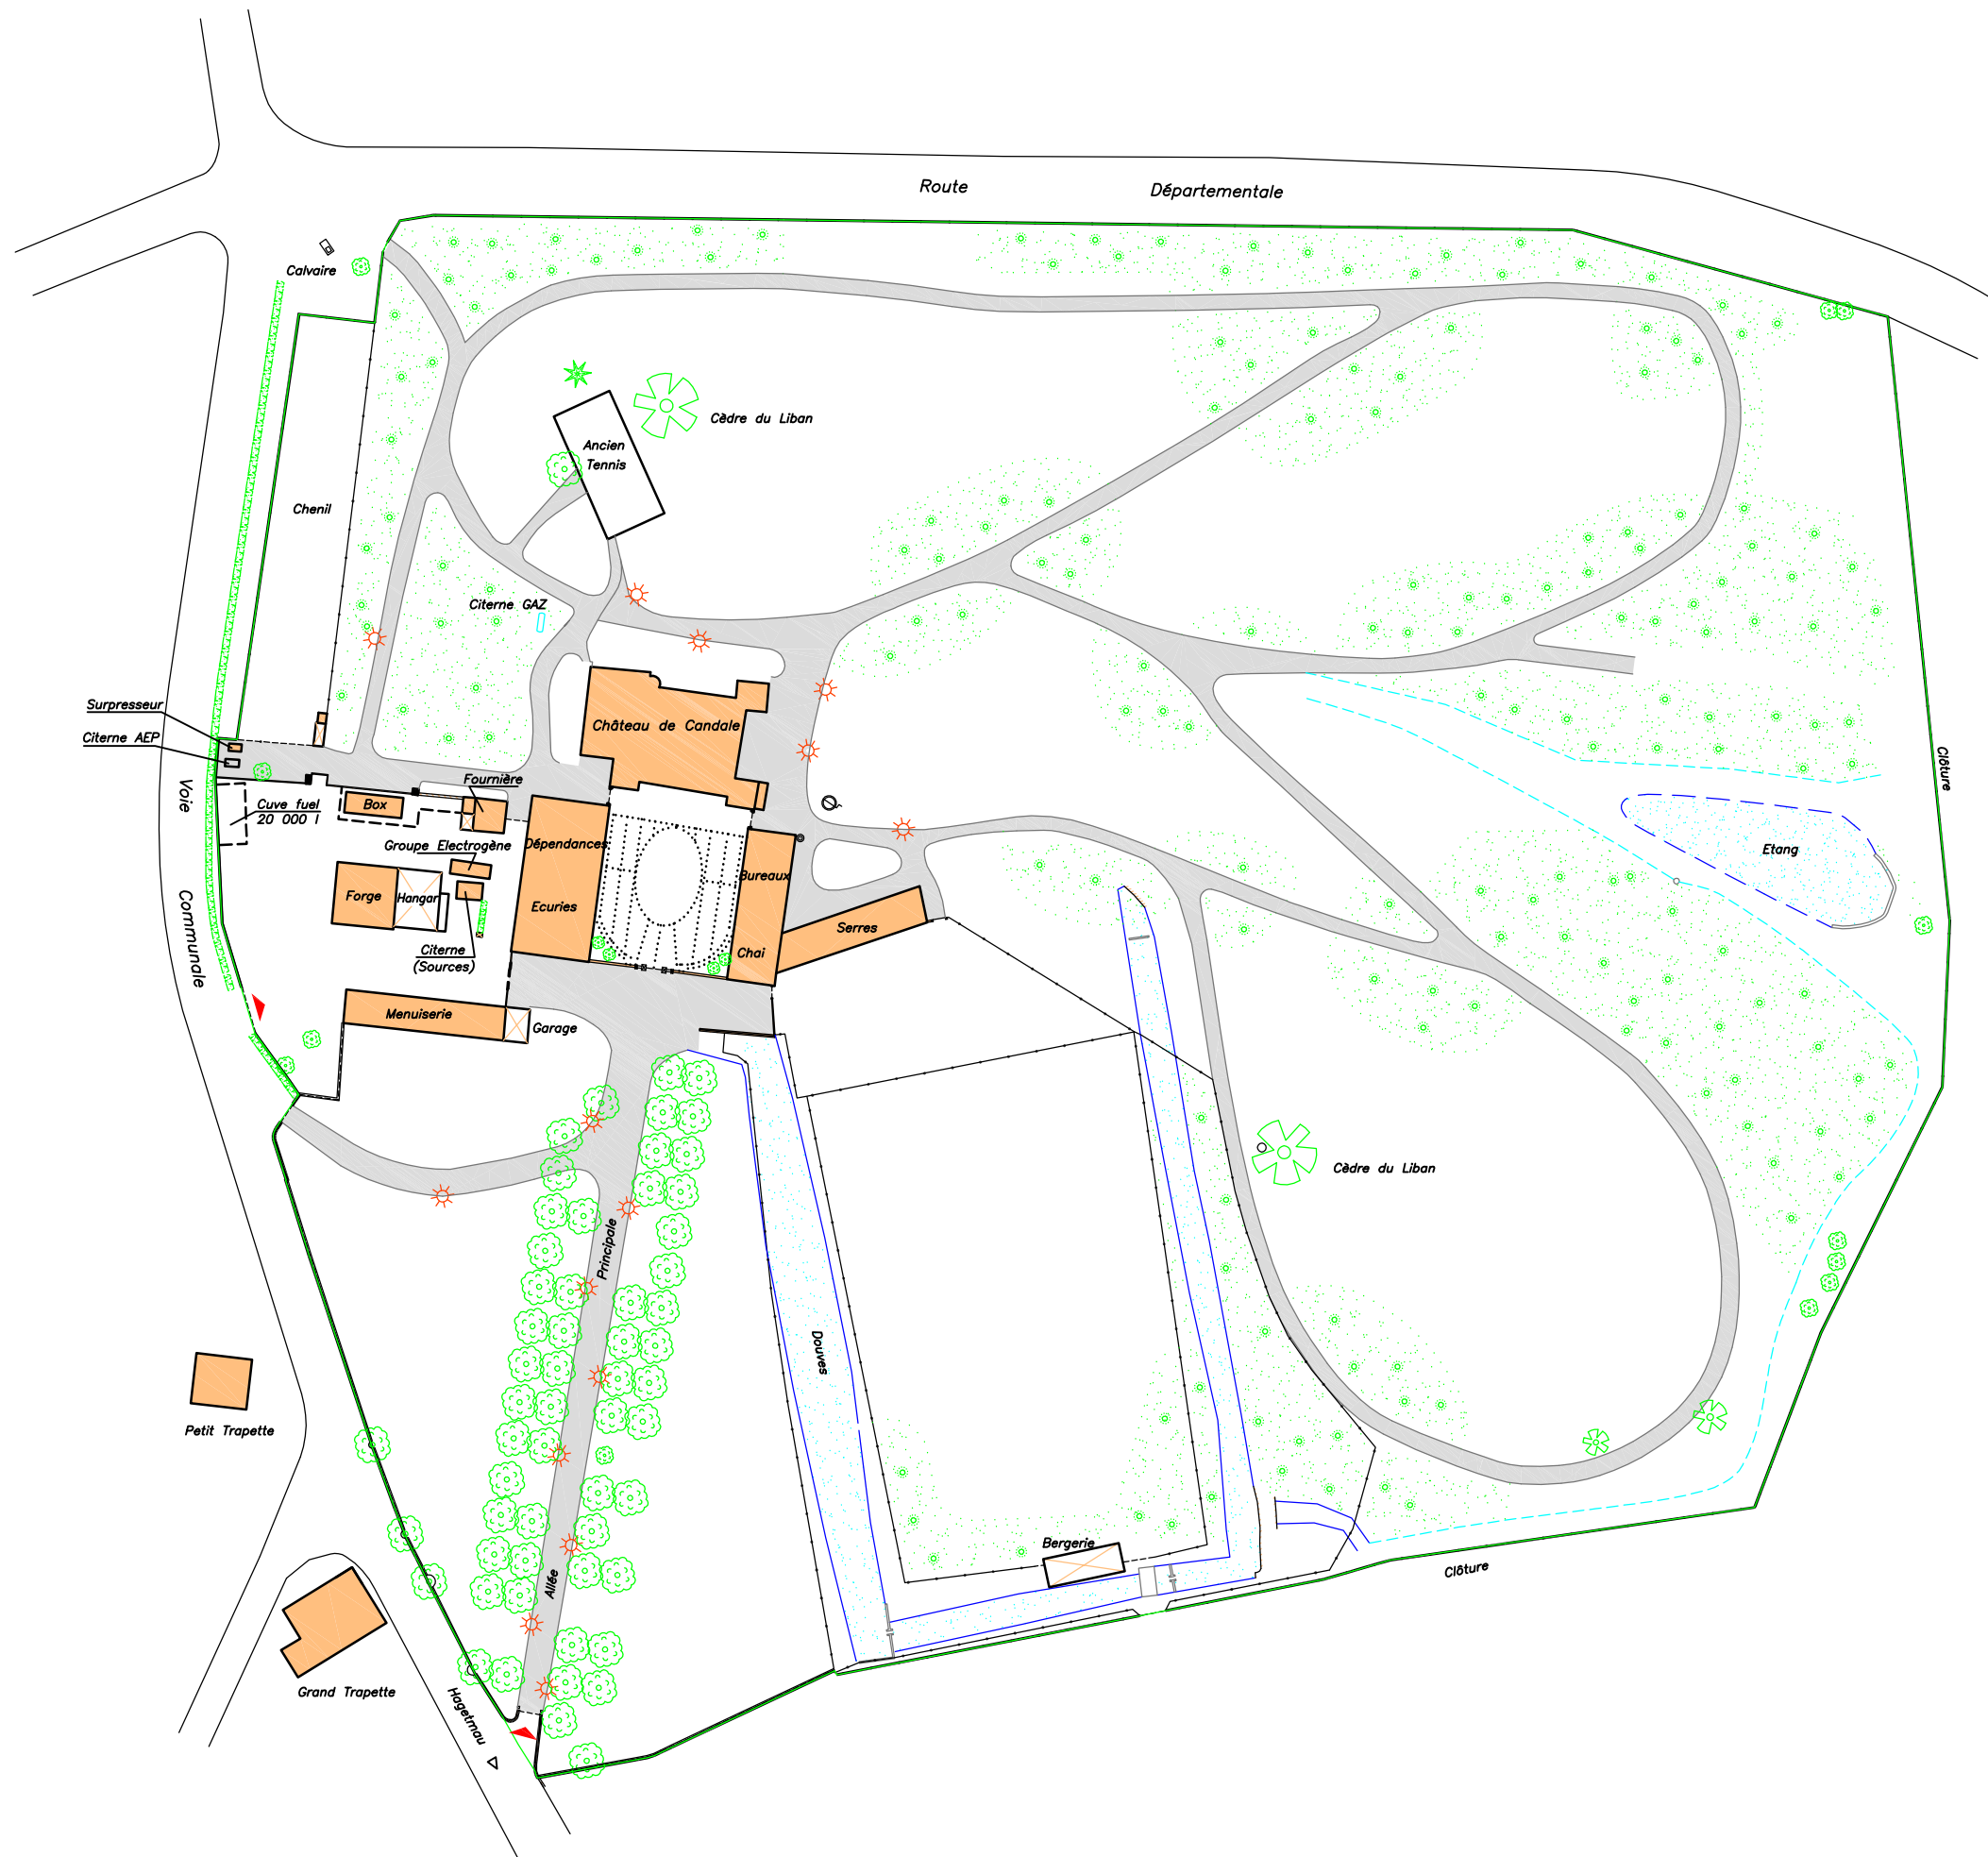 Route Départementale
Calvaire
Cèdre du Liban
Ancien
Tennis
Chenil
Citerne GAZ
Surpresseur
Citerne AEP
Château de Candale
Clôture
Voie
Communale
Fournière
Cuve fuel
20 000 l
Box
Groupe Electrogène
Dépendances
Etang
Bureaux
Forge
Hangar
Ecuries
Serres
Citerne
(Sources)
Chai
Menuiserie
Garage
Cèdre du Liban
Principale
Douves
Petit Trapette
Bergerie
Clôture
Allée
Grand Trapette
Hagetmau